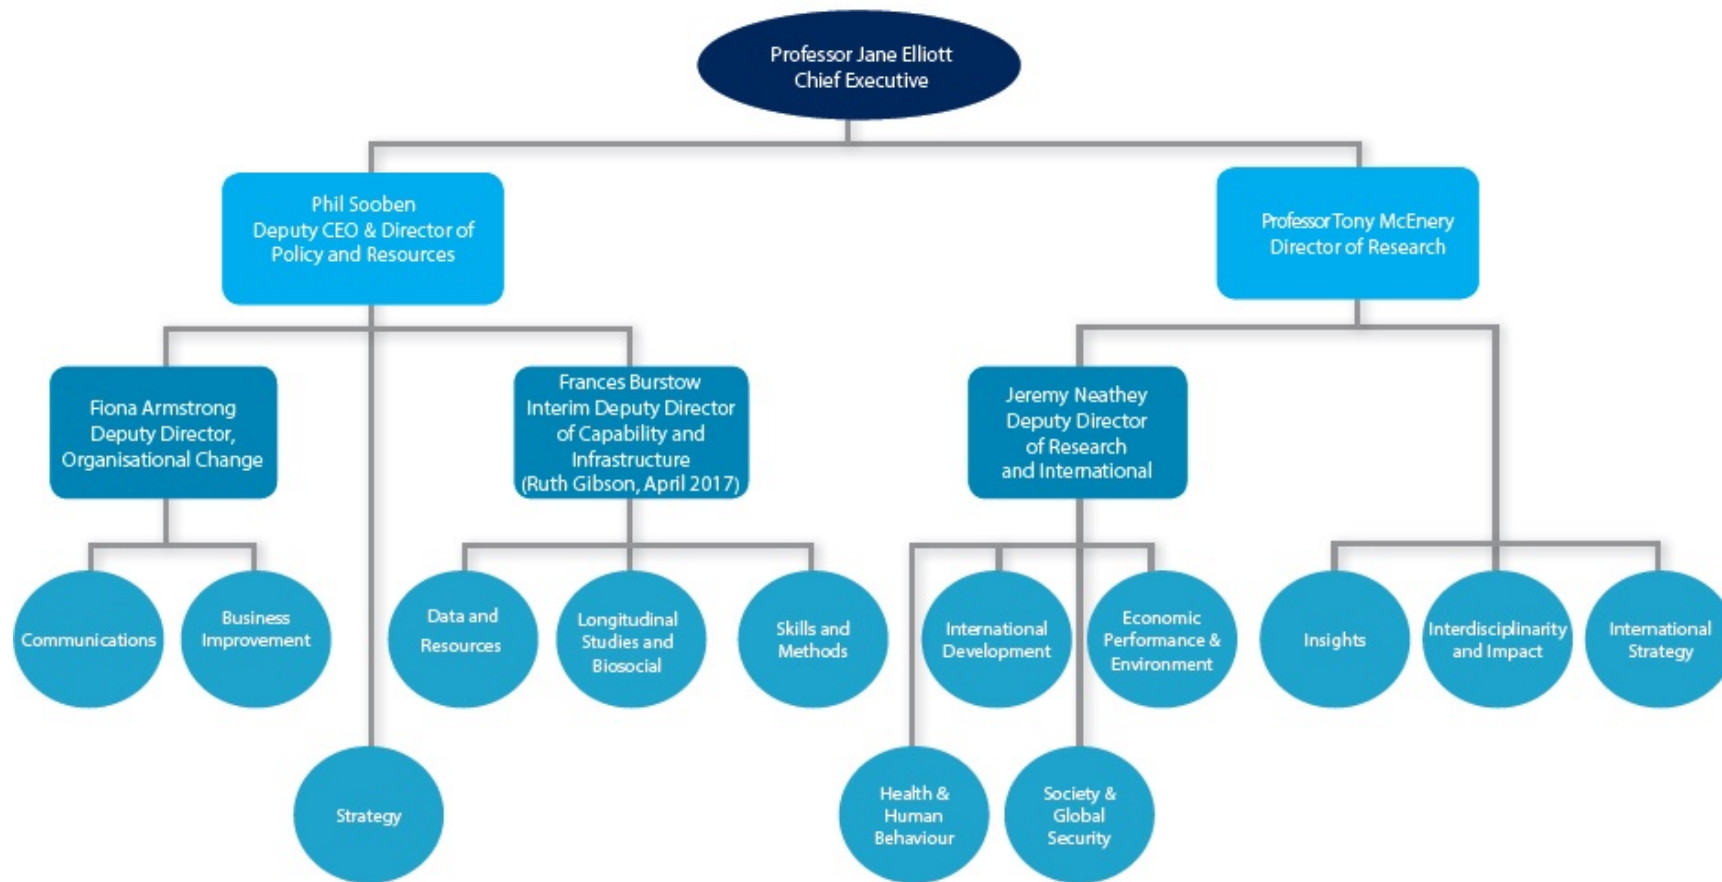 Professor Jane Elliott
Chief Executive
Phil Sooben
Deputy CEO & Director of
Policy and Resources
Professor Tony McEnery
Director of Research
Fiona Armstrong
Deputy Director,
Organisational Change
Frances Burstow
Interim Deputy Director
of Capability and
Infrastructure
(Ruth Gibson, April 2017)
Jeremy Neathey
Deputy Director
of Research
and International
Communications
Business
Improvement
Data and
Resources
Longitudinal
Studies and
Biosocial
Skills and
Methods
International
Development
Economic
Performance &
Environment
Insights
Interdisciplinarity
and Impact
International
Strategy
Strategy
Health &
Human
Behaviour
Society &
Global
Security